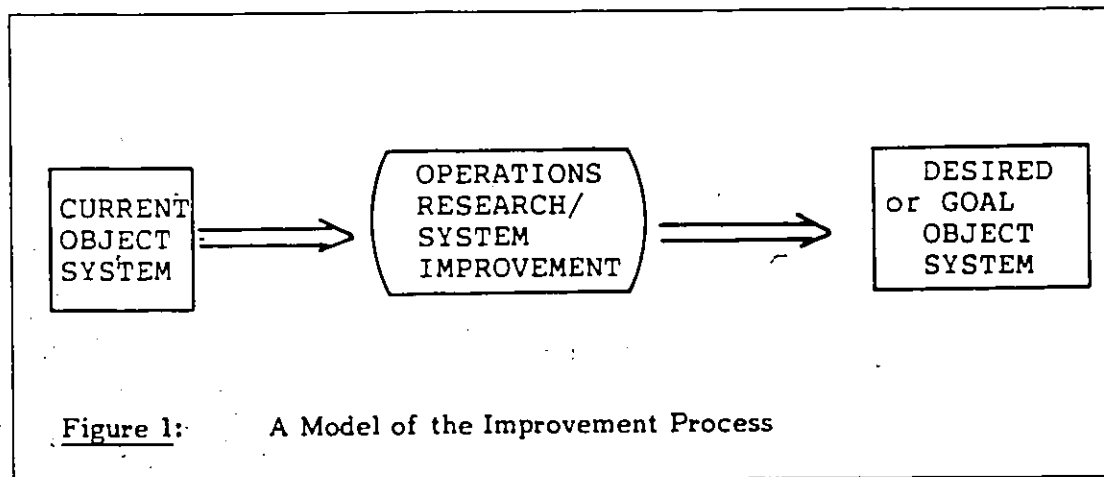 CURRENT
OBJECT
SYSTEM
OPERATIONS
RESEARCH/
SYSTEM
IMPROVEMENT
DESIRED
or GOAL
OBJECT
SYSTEM
Figure 1: A Model of the Improvement Process